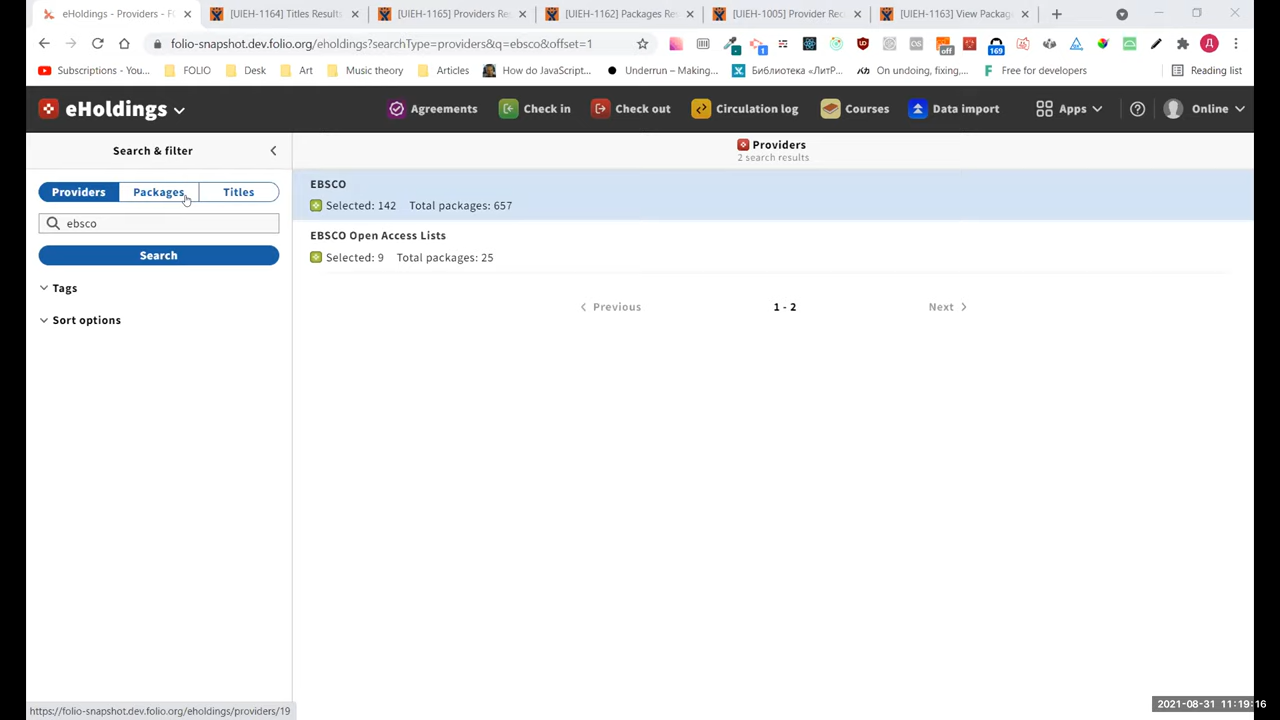 eHoldings - Providers - F
[UIEH-1164] Titles Results
[UIEH-1165] Providers Re
[UIEH-1162] Packages Res
[UIEH-1005] Provider Rec
[UIEH-1163] View Packag
folio-snapshot.dev.folio.org/eholdings?searchType=providers&q=ebsco&offset=1
off
1
169
Д
Subscriptions - You...
FOLIO
Desk
Art
Music theory
Articles
How do JavaScript...
Underrun – Making...
Библиотека «ЛитР...
On undoing, fixing,...
Free for developers
Reading list
eHoldings
Agreements
Check in
Check out
Circulation log
Courses
Data import
Apps
Online
Search & filter
Providers
2 search results
Providers
Packages
Titles
ebsco
Search
Tags
Sort options
EBSCO
Selected: 142 Total packages: 657
EBSCO Open Access Lists
Selected: 9 Total packages: 25
Previous
1 - 2
Next
https://folio-snapshot.dev.folio.org/eholdings/providers/19
2021-08-31 11:19:16